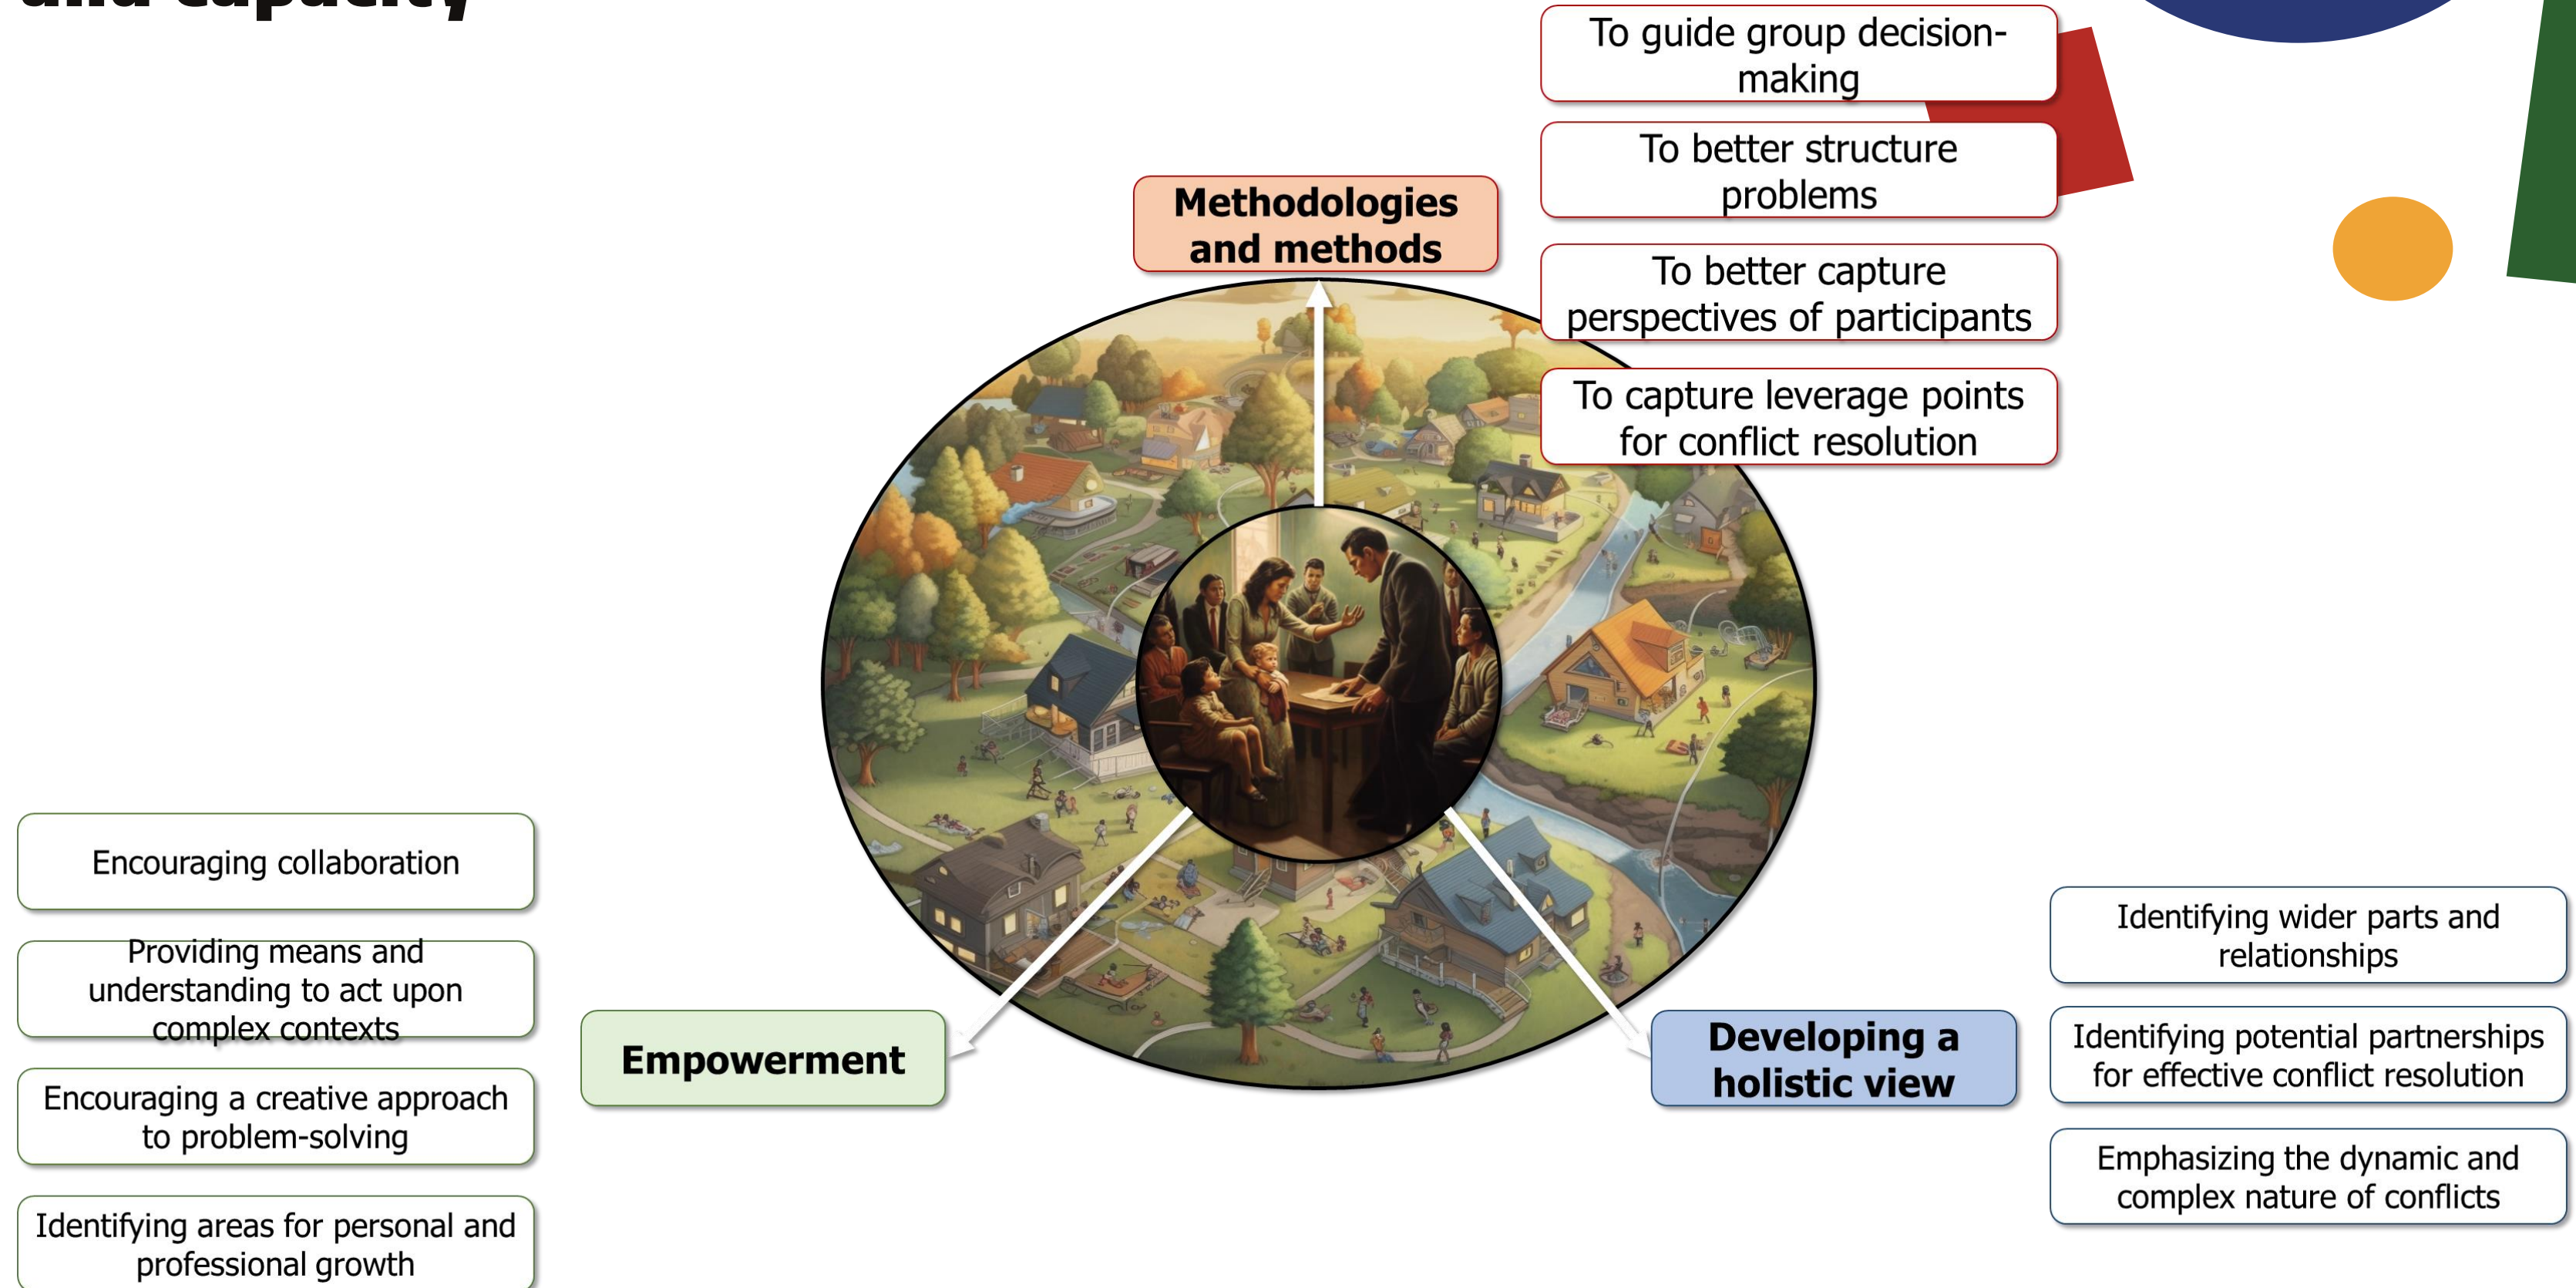 and capacity
To guide group decision-
making
To better structure
problems
To better capture
perspectives of participants
To capture leverage points
for conflict resolution
Methodologies
and methods
Encouraging collaboration
Providing means and
understanding to act upon
complex contexts
Encouraging a creative approach
to problem-solving
Identifying areas for personal and
professional growth
Empowerment
Developing a
holistic view
Identifying wider parts and
relationships
Identifying potential partnerships
for effective conflict resolution
Emphasizing the dynamic and
complex nature of conflicts